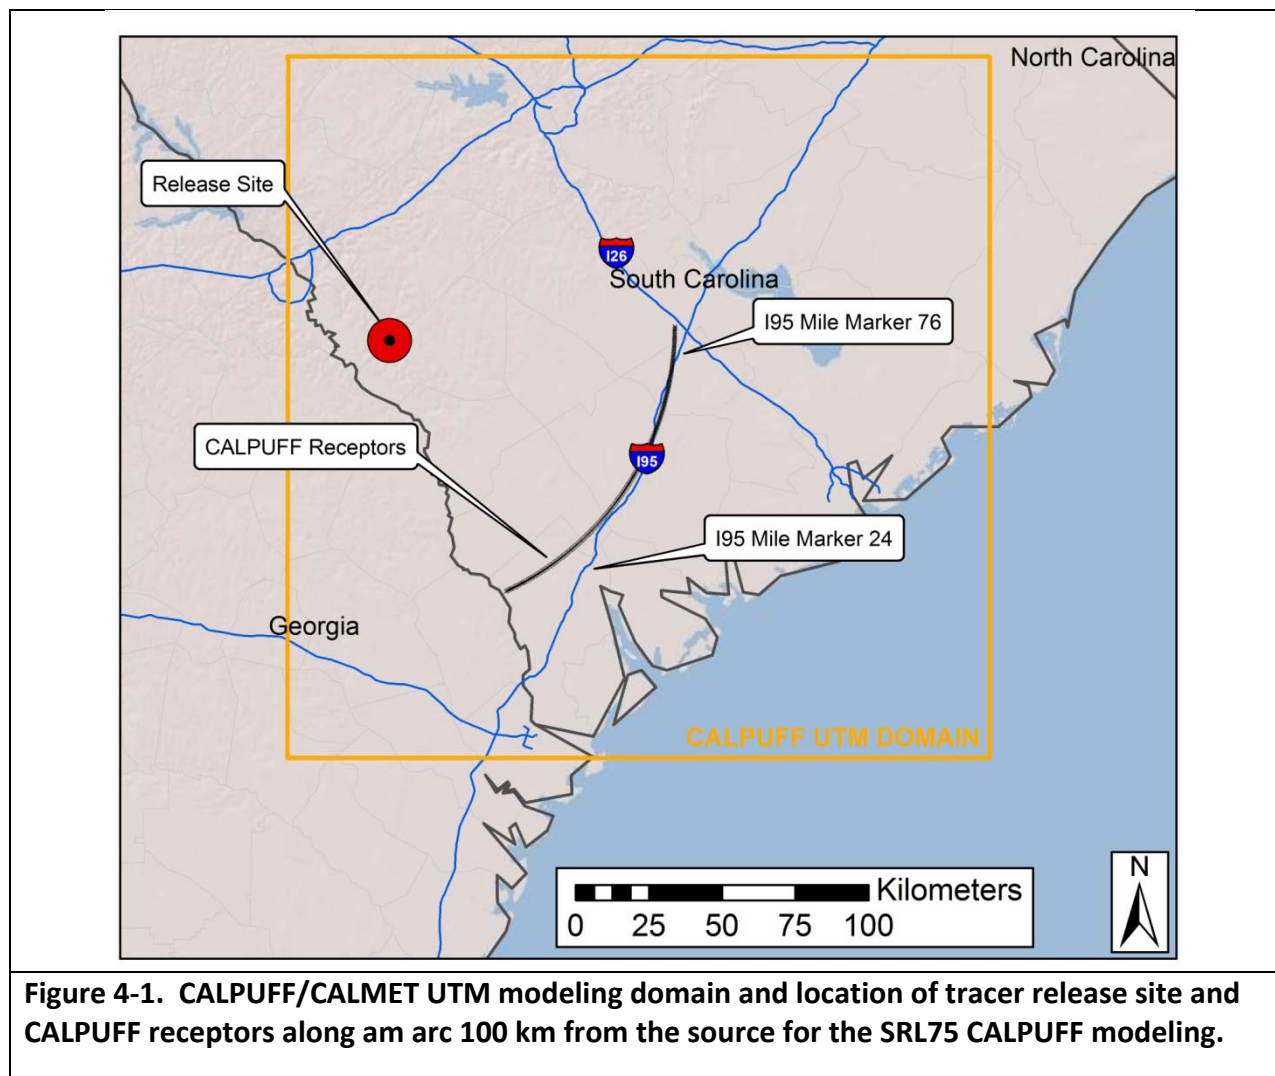 North Carolina
Release Site
I26
South Carolina
I95 Mile Marker 76
CALPUFF Receptors
I95
I95 Mile Marker 24
Georgia
CALPUFF UTM DOMAIN
N
Kilometers
0 25 50 75 100
Figure 4-1. CALPUFF/CALMET UTM modeling domain and location of tracer release site and
CALPUFF receptors along am arc 100 km from the source for the SRL75 CALPUFF modeling.